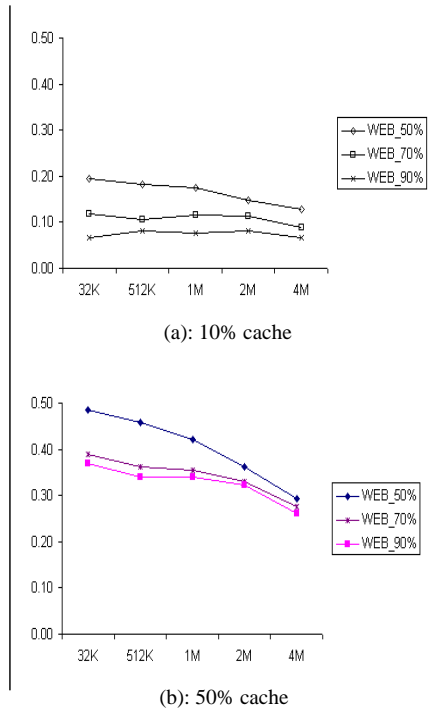 0.50
0.40
0.30
0.20
0.10
0.00
32K 512K 1M 2M 4M
WEB_50%
WEB_70%
WEB_90%
(a): 10% cache
0.50
0.40
0.30
0.20
0.10
0.00
32K 512K 1M 2M 4M
WEB_50%
WEB_70%
WEB_90%
(b): 50% cache